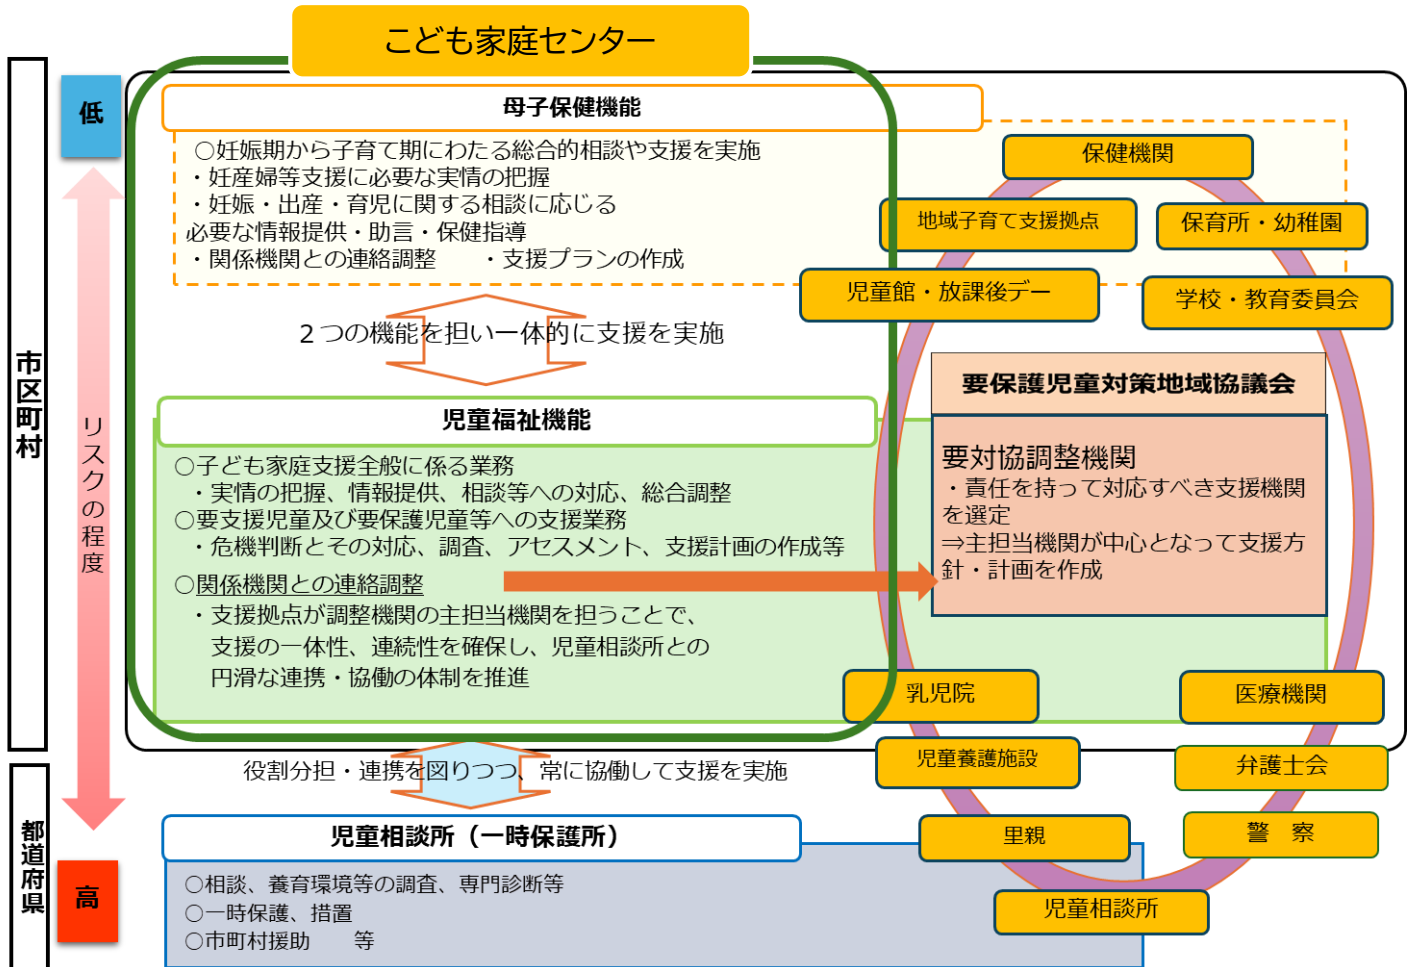 こども家庭センター
市区町村
低
リスクの程度
高
都道府県
母子保健機能
○妊娠期から子育て期にわたる総合的相談や支援を実施
・妊産婦等支援に必要な実情の把握
・妊娠・出産・育児に関する相談に応じる
必要な情報提供・助言・保健指導
・関係機関との連絡調整　　・支援プランの作成
２つの機能を担い一体的に支援を実施
児童福祉機能
○子ども家庭支援全般に係る業務
・実情の把握、情報提供、相談等への対応、総合調整
○要支援児童及び要保護児童等への支援業務
・危機判断とその対応、調査、アセスメント、支援計画の作成等
○関係機関との連絡調整
・支援拠点が調整機関の主担当機関を担うことで、
支援の一体性、連続性を確保し、児童相談所との
円滑な連携・協働の体制を推進
役割分担・連携を図りつつ、常に協働して支援を実施
児童相談所（一時保護所）
○相談、養育環境等の調査、専門診断等
○一時保護、措置
○市町村援助　　等
保健機関
地域子育て支援拠点
保育所・幼稚園
児童館・放課後デー
学校・教育委員会
要保護児童対策地域協議会
要対協調整機関
・責任を持って対応すべき支援機関
を選定
⇒主担当機関が中心となって支援方
針・計画を作成
乳児院
医療機関
児童養護施設
弁護士会
里親
警　察
児童相談所